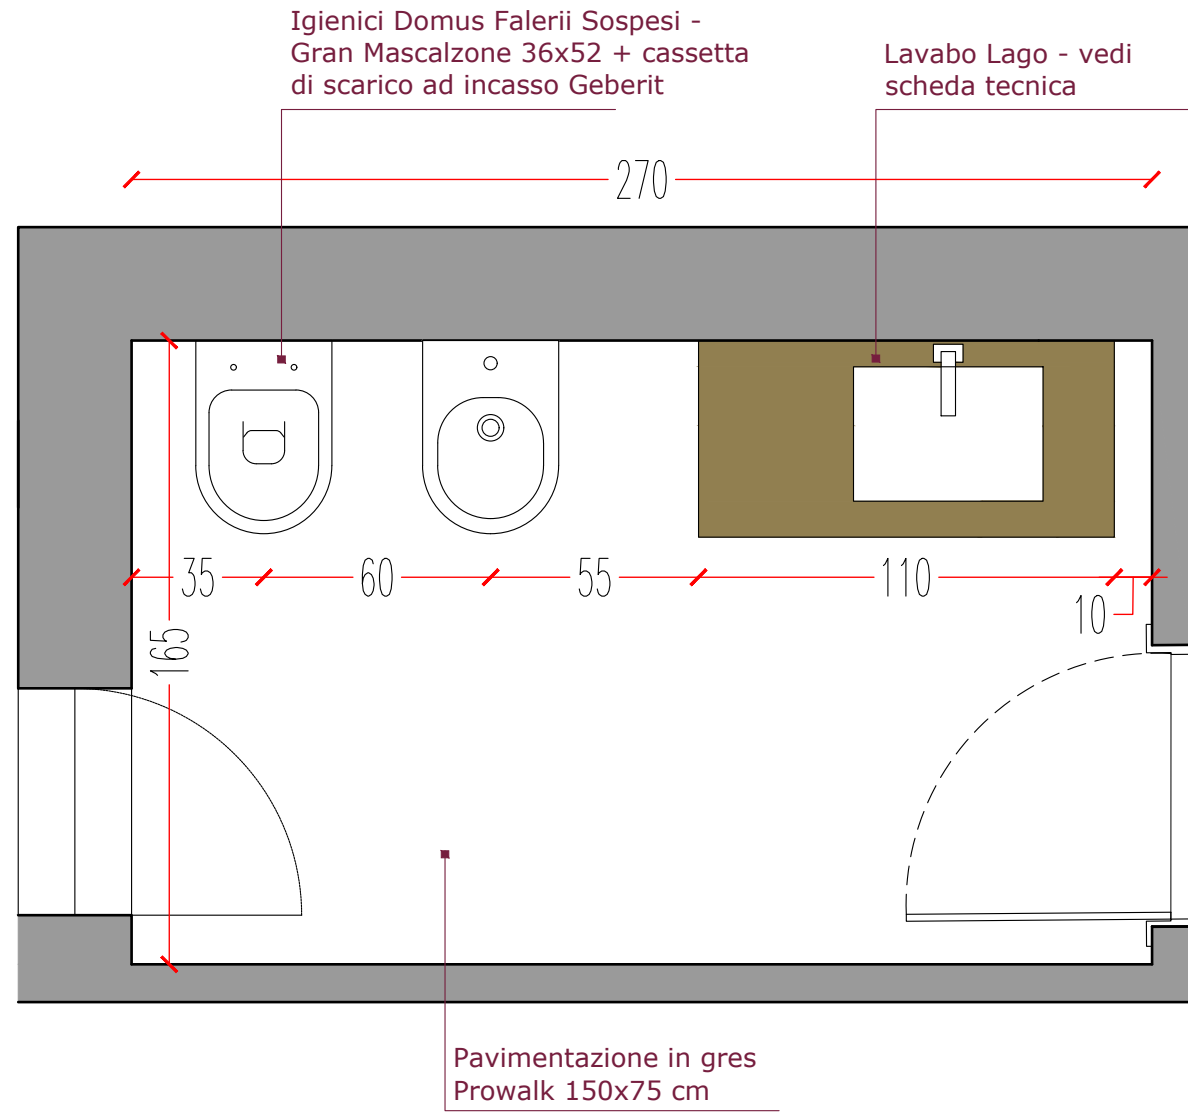 Igienici Domus Falerii Sospesi -
Gran Mascalzone 36x52 + cassetta
di scarico ad incasso Geberit
Lavabo Lago - vedi
scheda tecnica
270
35
60
55
110
10
165
Pavimentazione in gres
Prowalk 150x75 cm